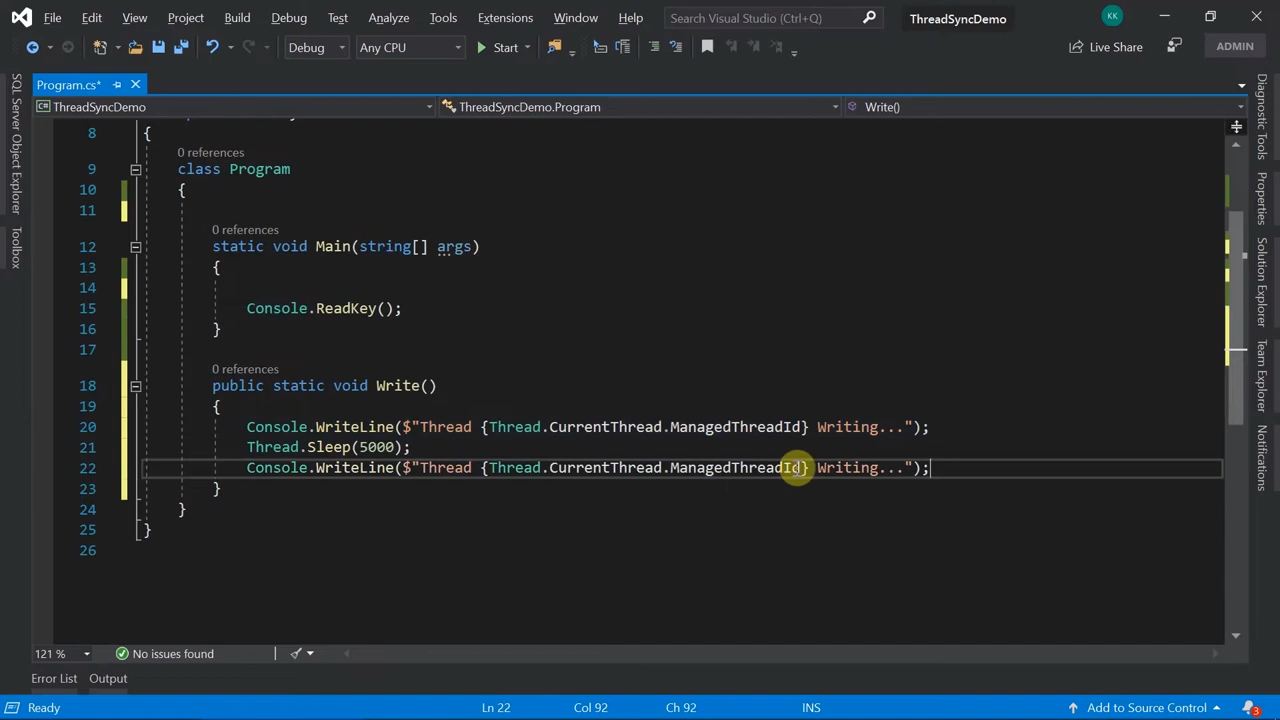 File Edit View Project Build Debug Test Analyze Tools Extensions Window Help Search Visual Studio (Ctrl+Q) ThreadSyncDemo KK
Debug Any CPU Start Live Share ADMIN
Program.cs*
ThreadSyncDemo ThreadSyncDemo.Program Write()
SQL Server Object Explorer
Toolbox
8 {
0 references
9 class Program
10 {
11
0 references
12 static void Main(string[] args)
13 {
14
15 Console.ReadKey();
16 }
17
0 references
18 public static void Write()
19 {
20 Console.WriteLine($"Thread {Thread.CurrentThread.ManagedThreadId} Writing...");
21 Thread.Sleep(5000);
22 Console.WriteLine($"Thread {Thread.CurrentThread.ManagedThreadId} Writing...");
23 }
24 }
25 }
26
Diagnostic Tools
Properties
Solution Explorer
Team Explorer
Notifications
121 % No issues found
Error List Output
Ready Ln 22 Col 92 Ch 92 INS Add to Source Control 3